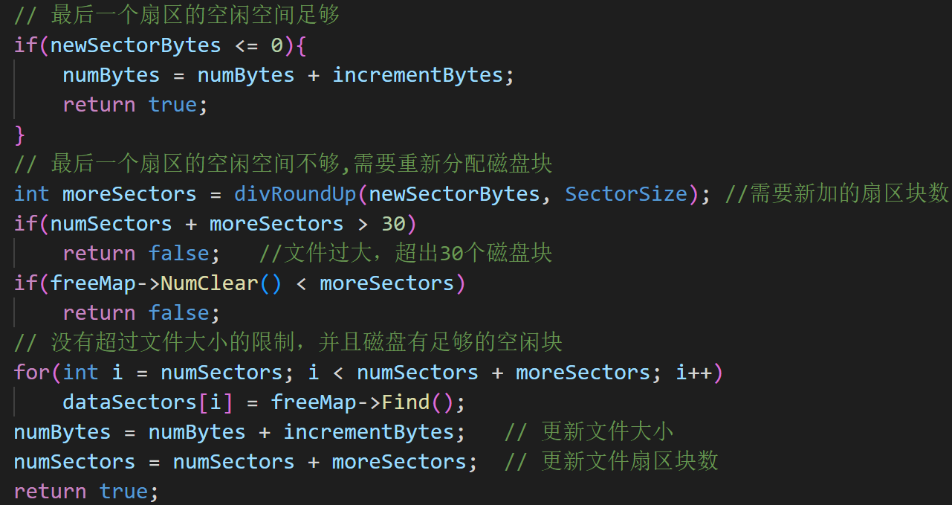 // 最后一个扇区的空闲空间足够
if(newSectorBytes <= 0){
    numBytes = numBytes + incrementBytes;
    return true;
}
// 最后一个扇区的空闲空间不够,需要重新分配磁盘块
int moreSectors = divRoundUp(newSectorBytes, SectorSize); //需要新加的扇区块数
if(numSectors + moreSectors > 30)
    return false;   //文件过大，超出30个磁盘块
if(freeMap->NumClear() < moreSectors)
    return false;
// 没有超过文件大小的限制，并且磁盘有足够的空闲块
for(int i = numSectors; i < numSectors + moreSectors; i++)
    dataSectors[i] = freeMap->Find();
numBytes = numBytes + incrementBytes;   // 更新文件大小
numSectors = numSectors + moreSectors;  // 更新文件扇区块数
return true;